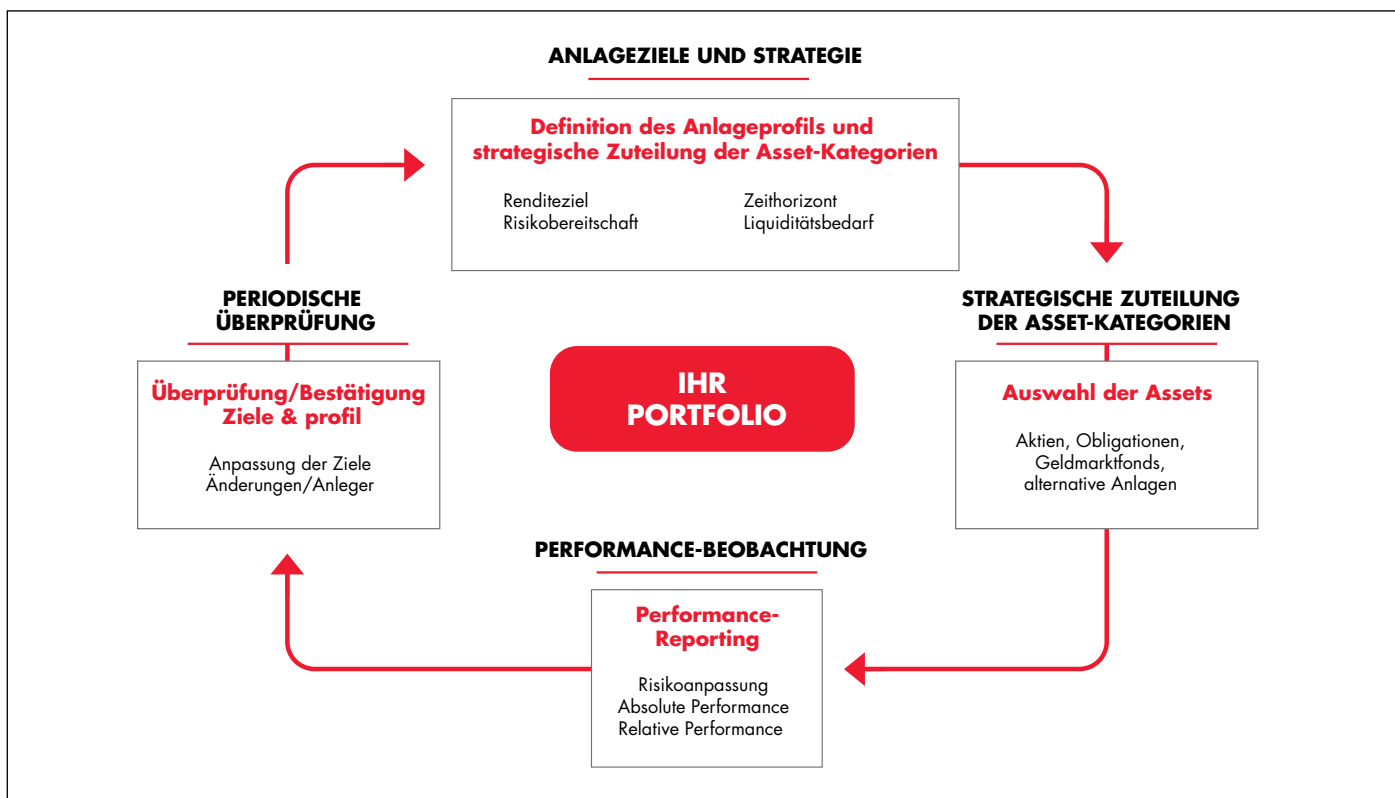 ANLAGEZIELE UND STRATEGIE
Definition des Anlageprofils und
strategische Zuteilung der Asset-Kategorien
Renditeziel
Risikobereitschaft
Zeithorizont
Liquiditätsbedarf
STRATEGISCHE ZUTEILUNG
DER ASSET-KATEGORIEN
Auswahl der Assets
Aktien, Obligationen,
Geldmarktfonds,
alternative Anlagen
PERFORMANCE-BEOBACHTUNG
Performance-
Reporting
Risikoanpassung
Absolute Performance
Relative Performance
PERIODISCHE
ÜBERPRÜFUNG
Überprüfung/Bestätigung
Ziele & profil
Anpassung der Ziele
Änderungen/Anleger
IHR
PORTFOLIO